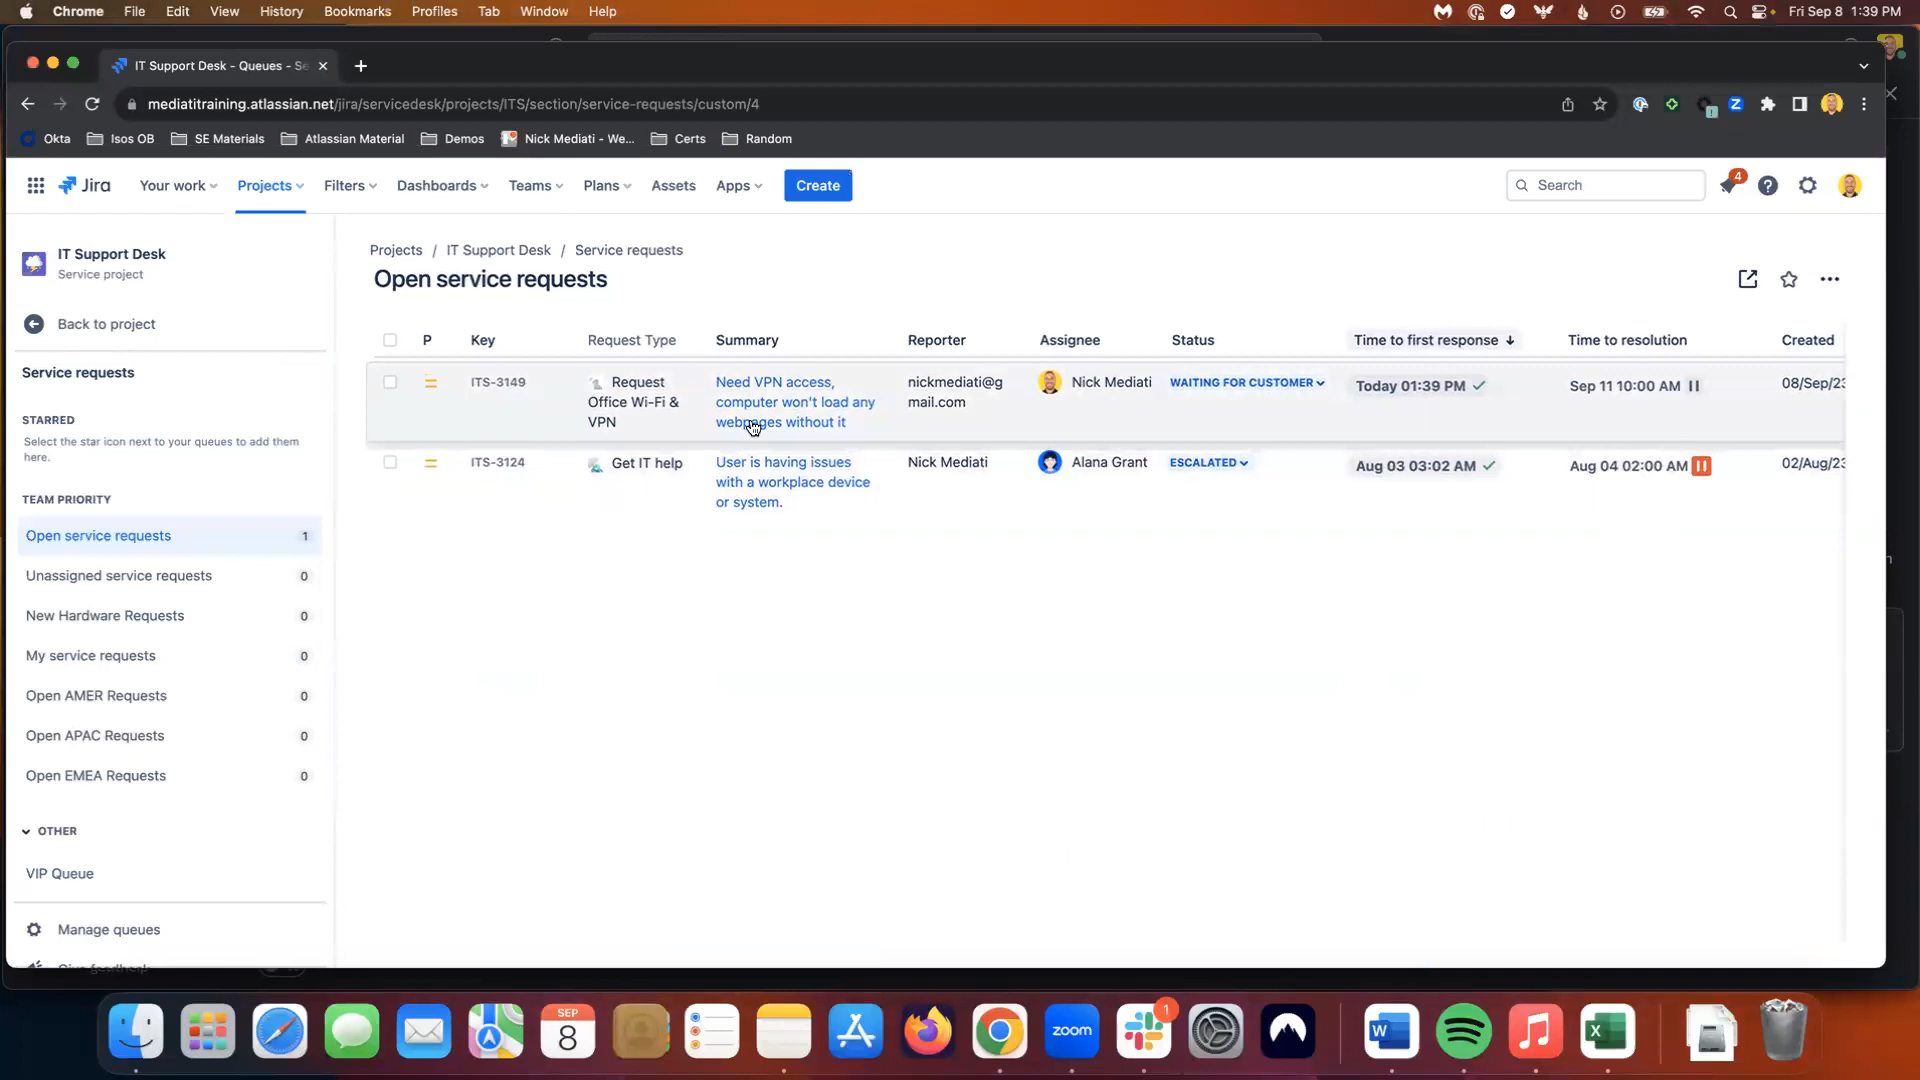 Chrome File Edit View History Bookmarks Profiles Tab Window Help Fri Sep 8 1:39 PM
IT Support Desk - Queues - Se
mediatitraining.atlassian.net/jira/servicedesk/projects/ITS/section/service-requests/custom/4
Okta Isos OB SE Materials Atlassian Material Demos Nick Mediati - We... Certs Random
Jira Your work Projects Filters Dashboards Teams Plans Assets Apps Create Search 4
IT Support Desk
Service project
Back to project
Service requests
STARRED
Select the star icon next to your queues to add them
here.
TEAM PRIORITY
Open service requests 1
Unassigned service requests 0
New Hardware Requests 0
My service requests 0
Open AMER Requests 0
Open APAC Requests 0
Open EMEA Requests 0
OTHER
VIP Queue
Manage queues
Give feedback
Projects / IT Support Desk / Service requests
Open service requests
P Key Request Type Summary Reporter Assignee Status Time to first response Time to resolution Created
ITS-3149 Request Need VPN access, nickmediati@g Nick Mediati WAITING FOR CUSTOMER Today 01:39 PM Sep 11 10:00 AM 08/Sep/23
Office Wi-Fi & computer won't load any mail.com
VPN webpages without it
ITS-3124 Get IT help User is having issues Nick Mediati Alana Grant ESCALATED Aug 03 03:02 AM Aug 04 02:00 AM 02/Aug/23
with a workplace device
or system.
SEP
8
zoom
1
W
X